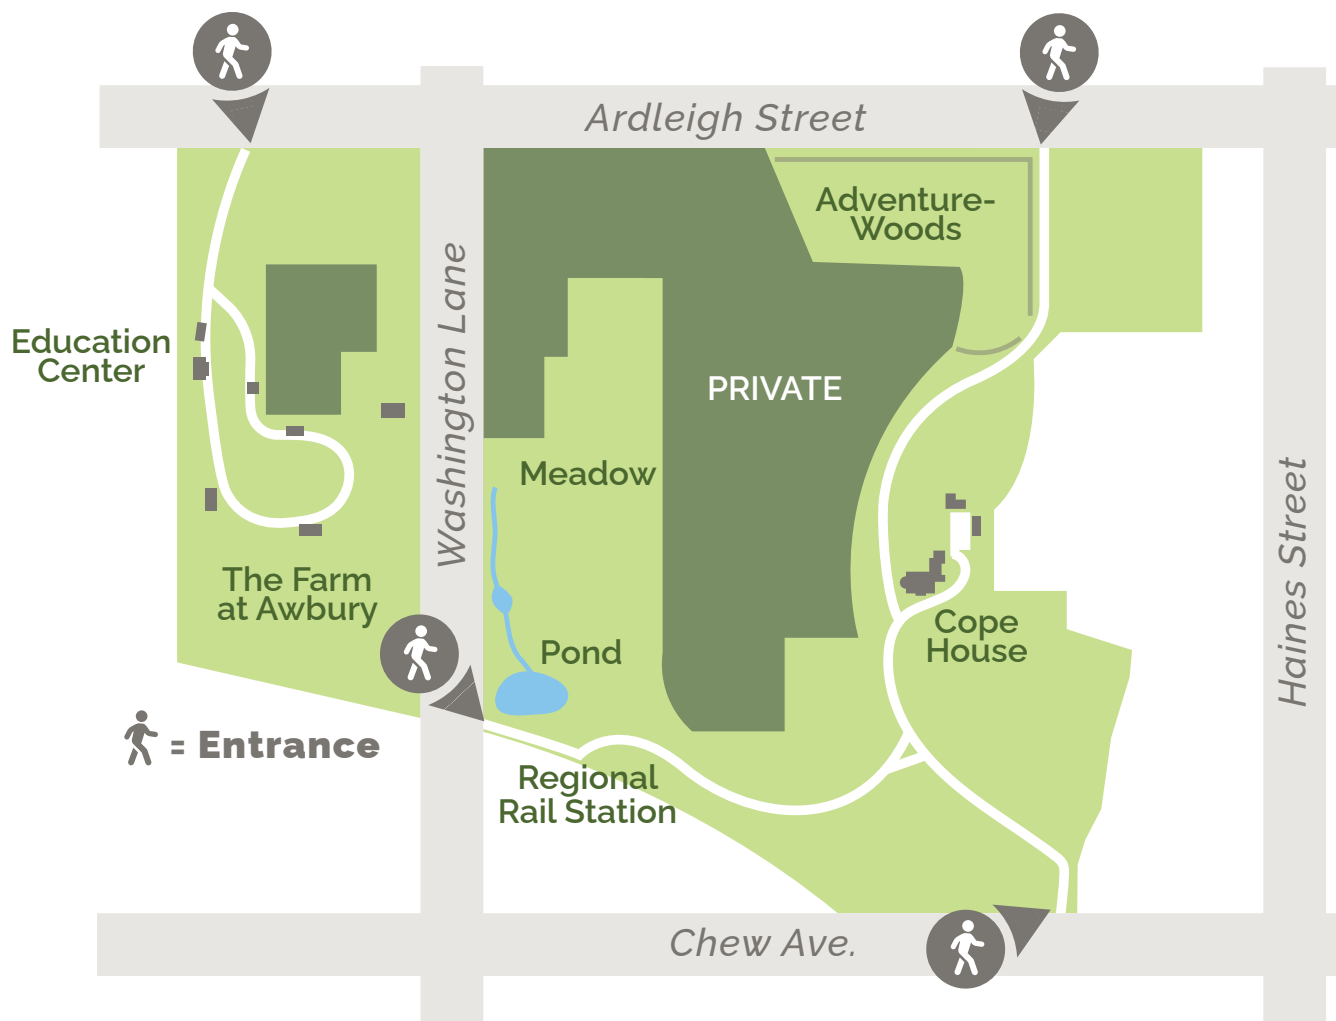 Ardleigh Street
Adventure-
Woods
Washington Lane
Education
Center
PRIVATE
Meadow
Haines Street
The Farm
at Awbury
Cope
House
Pond
= Entrance
Regional
Rail Station
Chew Ave.